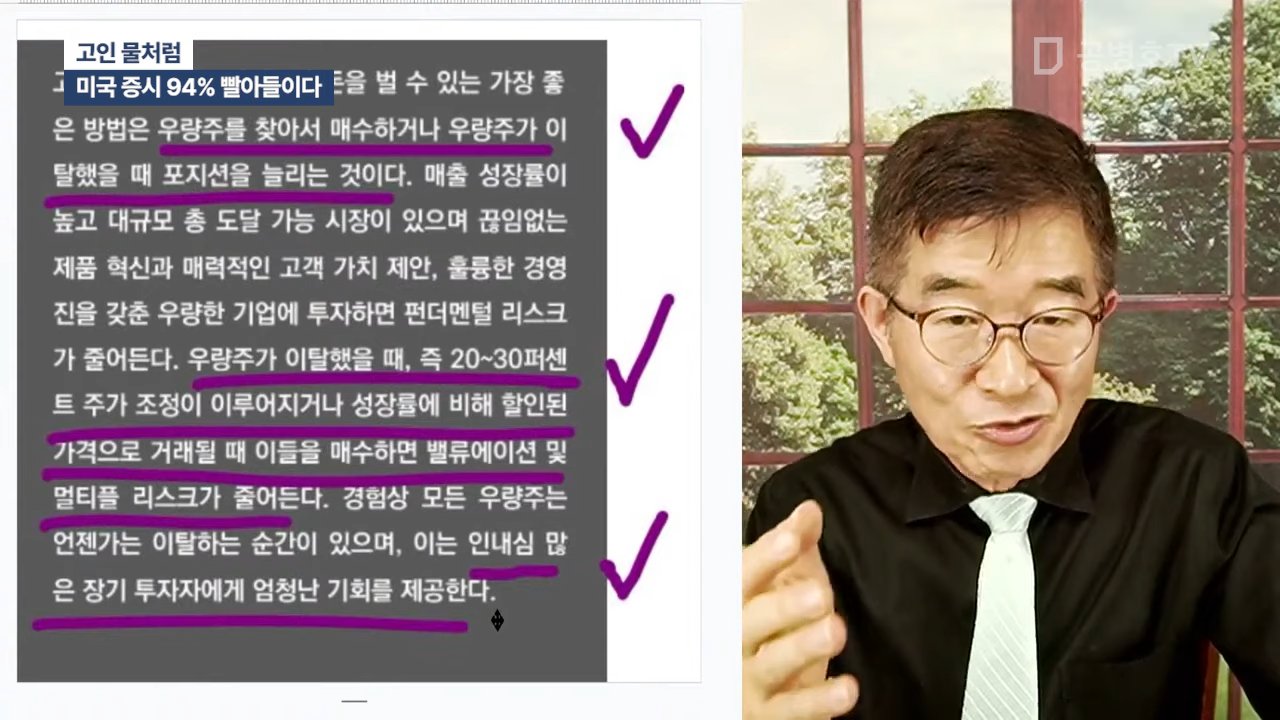 고인 물처럼
미국 증시 94% 빨아들이다
돈을 벌 수 있는 가장 좋
은 방법은 우량주를 찾아서 매수하거나 우량주가 이
탈했을 때 포지션을 늘리는 것이다. 매출 성장률이
높고 대규모 총 도달 가능 시장이 있으며 끊임없는
제품 혁신과 매력적인 고객 가치 제안, 훌륭한 경영
진을 갖춘 우량한 기업에 투자하면 펀더멘털 리스크
가 줄어든다. 우량주가 이탈했을 때, 즉 20~30퍼센
트 주가 조정이 이루어지거나 성장률에 비해 할인된
가격으로 거래될 때 이들을 매수하면 밸류에이션 및
멀티플 리스크가 줄어든다. 경험상 모든 우량주는
언젠가는 이탈하는 순간이 있으며, 이는 인내심 많
은 장기 투자자에게 엄청난 기회를 제공한다.